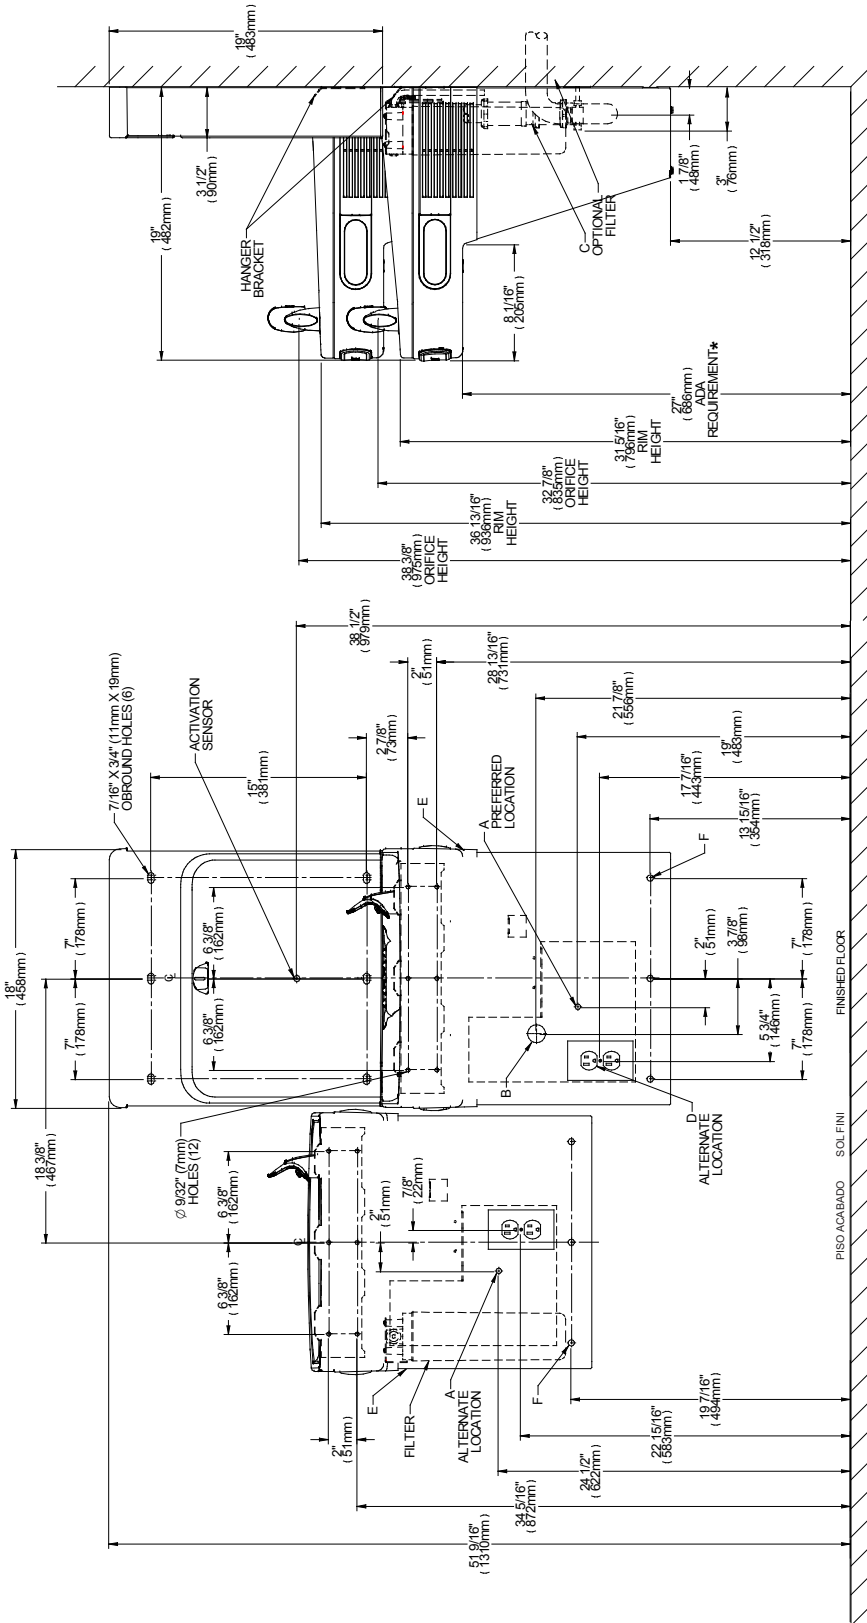 19"
(483mm)
19"
(482mm)
3 1/2"
(90mm)
HANGER
BRACKET
C
OPTIONAL
FILTER
1 7/8"
(48mm)
3"
(76mm)
12 1/2"
(318mm)
8 1/16"
(205mm)
27"
(686mm)
ADA
REQUIREMENT*
31 5/16"
(796mm)
RIM
HEIGHT
32 7/8"
(835mm)
ORIFICE
HEIGHT
36 13/16"
(936mm)
RIM
HEIGHT
38 3/8"
(975mm)
ORIFICE
HEIGHT
7/16" X 3/4" (11mm X 19mm)
OBROUND HOLES (6)
ACTIVATION
SENSOR
15"
(381mm)
2 7/8"
(73mm)
2"
(51mm)
38 1/2"
(979mm)
28 13/16"
(731mm)
21 7/8"
(556mm)
19"
(483mm)
17 7/16"
(443mm)
13 15/16"
(354mm)
E
A
PREFERRED
LOCATION
F
18"
(458mm)
7"
(178mm)
7"
(178mm)
6 3/8"
(162mm)
6 3/8"
(162mm)
2"
(51mm)
3 7/8"
(98mm)
5 3/4"
(146mm)
7"
(178mm)
7"
(178mm)
B
D
ALTERNATE
LOCATION
18 3/8"
(467mm)
Ø 9/32" (7mm)
HOLES (12)
6 3/8"
(162mm)
6 3/8"
(162mm)
2"
(51mm)
7/8"
(22mm)
2"
(51mm)
E
FILTER
A
ALTERNATE
LOCATION
F
19 7/16"
(494mm)
22 15/16"
(583mm)
24 1/2"
(622mm)
34 5/16"
(872mm)
51 9/16"
(1310mm)
PISO ACABADO SOL FINI FINISHED FLOOR